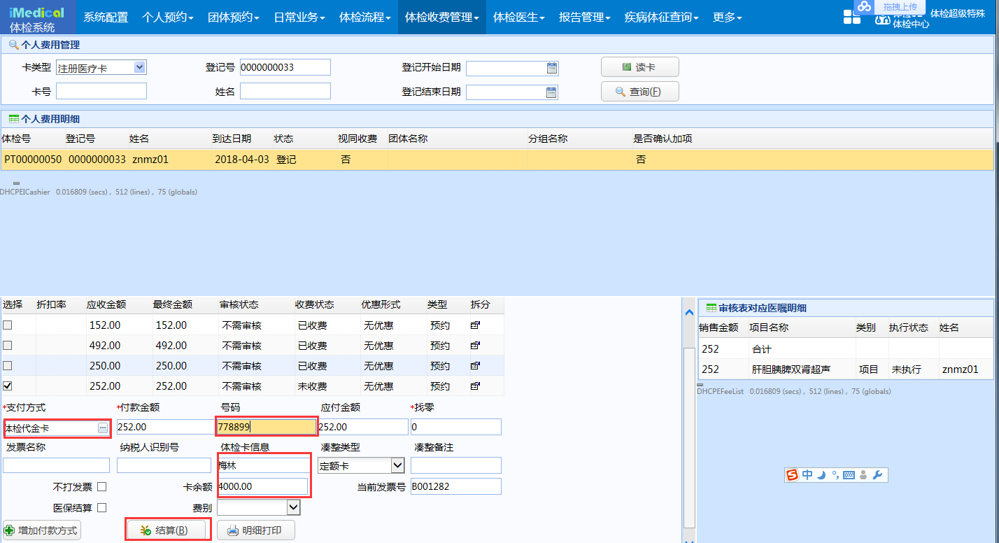 iMedical
体检系统
系统配置 个人预约 团体预约 日常业务 体检流程 体检收费管理 体检医生 报告管理 疾病体征查询 更多
拖拽上传
体检超级特殊
体检中心
个人费用管理
卡类型 注册医疗卡 登记号 0000000033 登记开始日期 读卡
卡号 姓名 登记结束日期 查询(F)
个人费用明细
体检号 登记号 姓名 到达日期 状态 视同收费 团体名称 分组名称 是否确认加项
PT00000050 0000000033 znmz01 2018-04-03 登记 否 否
DHCPEICashier 0.016809 (secs) , 512 (lines) , 75 (globals)
选择 折扣率 应收金额 最终金额 审核状态 收费状态 优惠形式 类型 拆分
152.00 152.00 不需审核 已收费 无优惠 预约
492.00 492.00 不需审核 已收费 无优惠 预约
250.00 250.00 不需审核 已收费 无优惠 预约
252.00 252.00 不需审核 未收费 无优惠 预约
*支付方式 *付款金额 号码 应付金额 *找零
体检代金卡 252.00 778899 252.00 0
发票名称 纳税人识别号 体检卡信息 凑整类型 凑整备注
梅林 定额卡
不打发票 卡余额 4000.00 当前发票号 B001282
医保结算 费别
增加付款方式 结算(B) 明细打印
审核表对应医嘱明细
销售金额 项目名称 类别 执行状态 姓名
252 合计
252 肝胆胰脾双肾超声 项目 未执行 znmz01
DHCPEFeeList 0.016809 (secs) , 512 (lines) , 75 (globals)
中